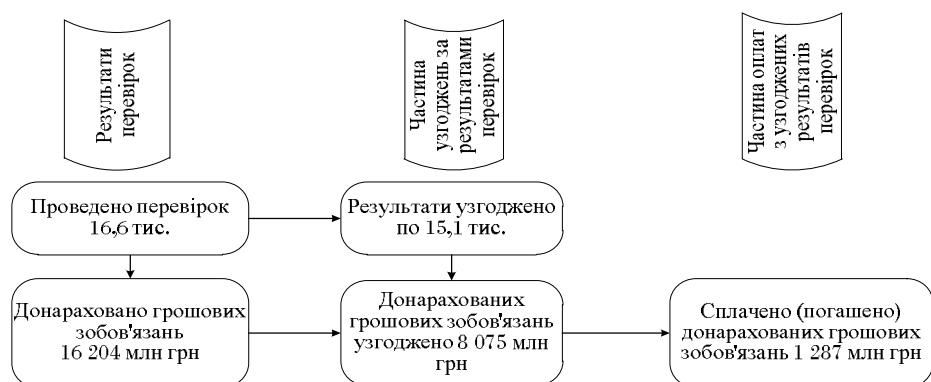 Результати
перевірок
Частина
узгоджень за
результатами
перевірок
Частина оплат
з узгоджених
результатів
перевірок
Проведено перевірок
16,6 тис.
Результати узгоджено
по 15,1 тис.
Донараховано грошових
зобов'язань
16 204 млн грн
Донарахованих
грошових зобов'язань
узгоджено 8 075 млн
грн
Сплачено (погашено)
донарахованих грошових
зобов'язань 1 287 млн грн